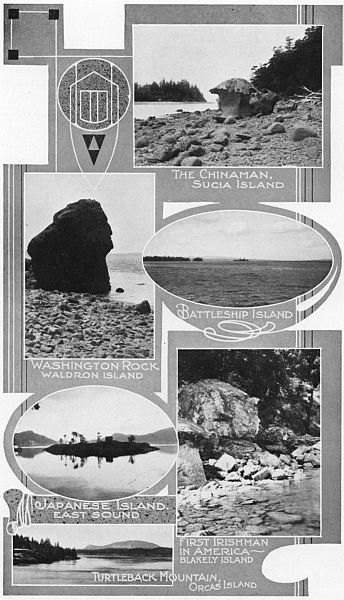 THE CHINAMAN,
SUCIA ISLAND
BATTLESHIP ISLAND
WASHINGTON ROCK
WALDRON ISLAND
JAPANESE ISLAND,
EAST SOUND
FIRST IRISHMAN
IN AMERICA~
BLAKELY ISLAND
TURTLEBACK MOUNTAIN,
ORCAS ISLAND